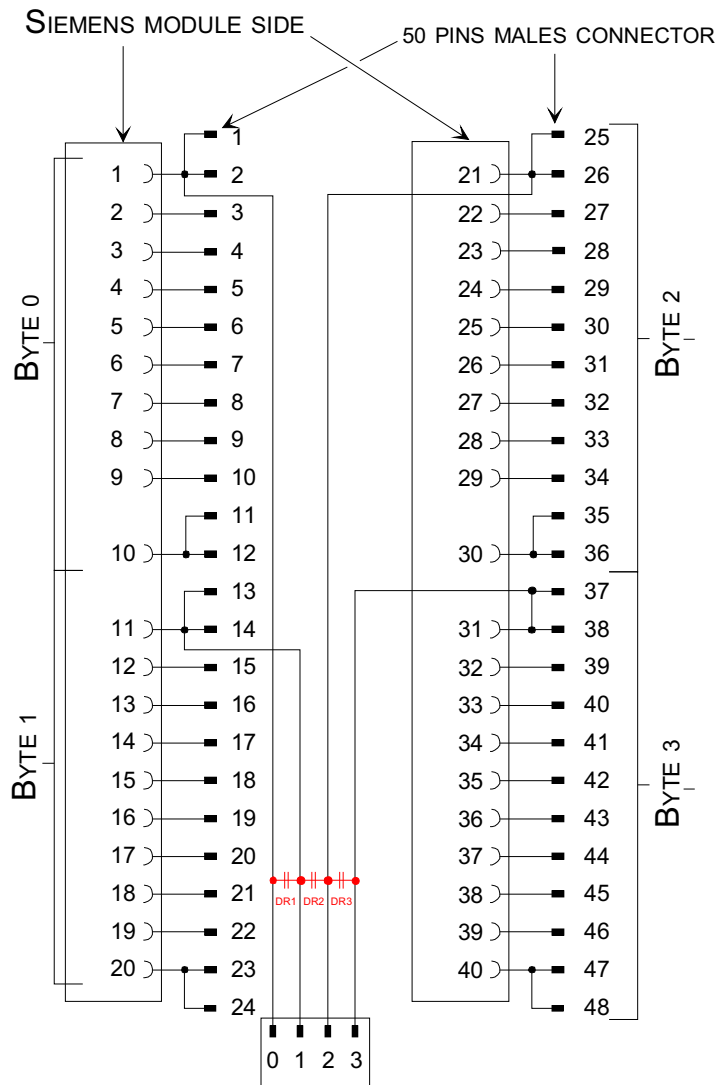 SIEMENS MODULE SIDE 50 PINS MALES CONNECTOR
1 25
1 2 21 26
2 3 22 27
3 4 23 28
4 5 24 29
5 6 25 30
6 7 26 31
7 8 27 32
8 9 28 33
9 10 29 34
11 35
10 12 30 36
13 37
11 14 31 38
12 15 32 39
13 16 33 40
14 17 34 41
15 18 35 42
16 19 36 43
17 20 37 44
18 21 38 45
19 22 39 46
20 23 40 47
24 48
BYTE 0
BYTE 1
BYTE 2
BYTE 3
DR1 DR2 DR3
0 1 2 3